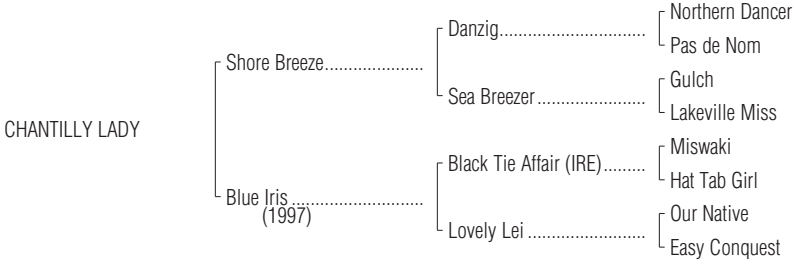 Northern Dancer
Danzig..............................
Pas de Nom
Shore Breeze.....................
Gulch
Sea Breezer......................
Lakeville Miss
CHANTILLY LADY
Miswaki
Black Tie Affair (IRE).........
Hat Tab Girl
Blue Iris ...........................
(1997)
Our Native
Lovely Lei ........................
Easy Conquest